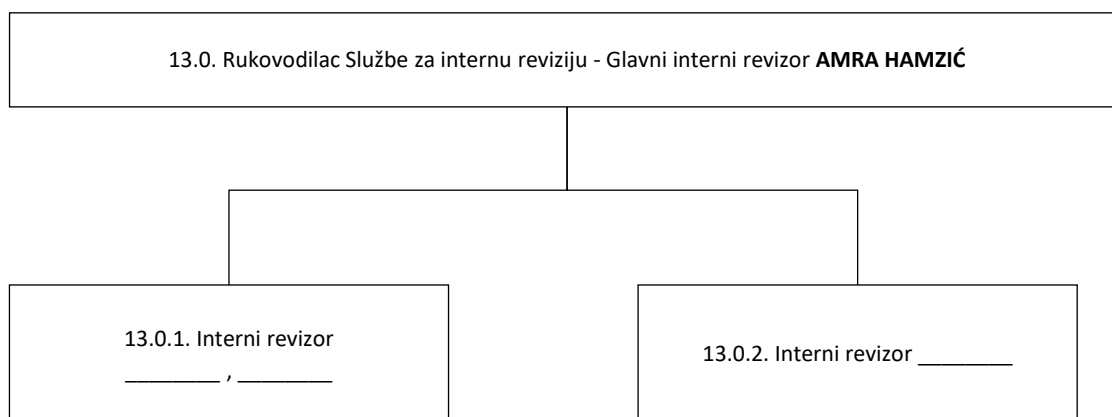 13.0. Rukovodilac Službe za internu reviziju - Glavni interni revizor AMRA HAMZIĆ
13.0.1. Interni revizor
________ , ________
13.0.2. Interni revizor ________